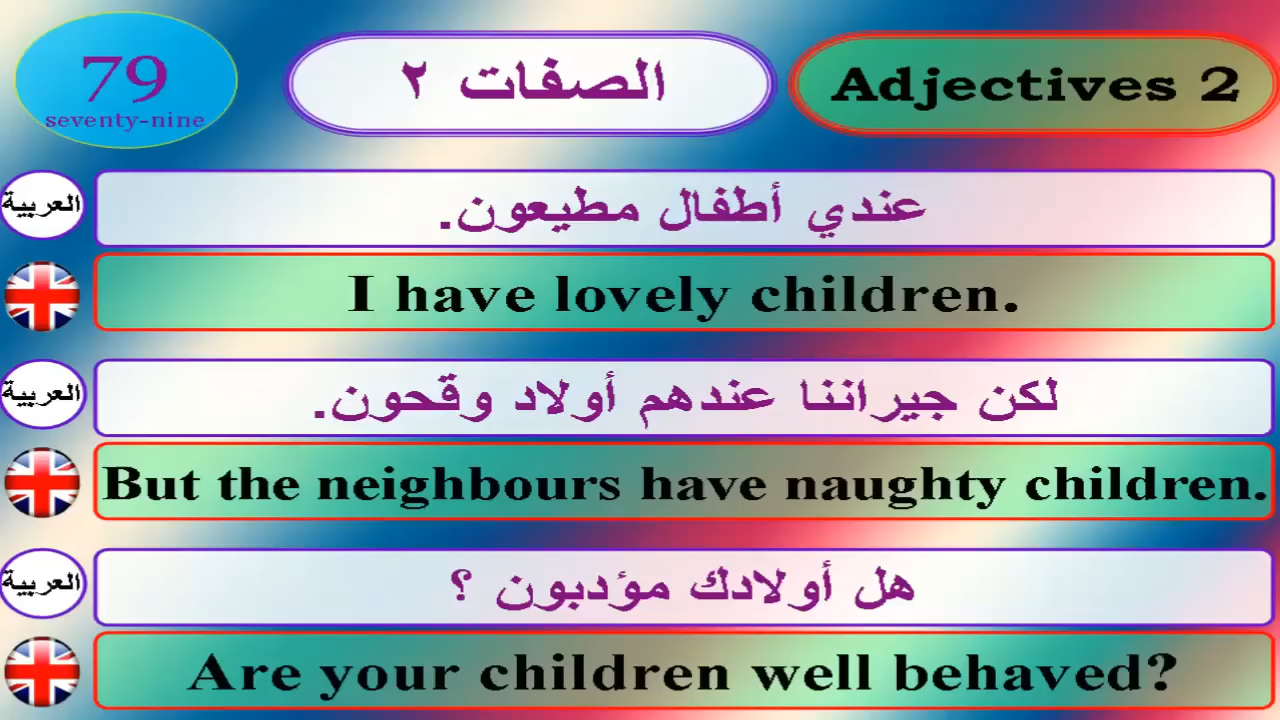 79
seventy-nine
الصفات ٢
Adjectives 2
العربية
عندي أطفال مطيعون.
I have lovely children.
العربية
لكن جيراننا عندهم أولاد وقحون.
But the neighbours have naughty children.
العربية
هل أولادك مؤدبون ؟
Are your children well behaved?